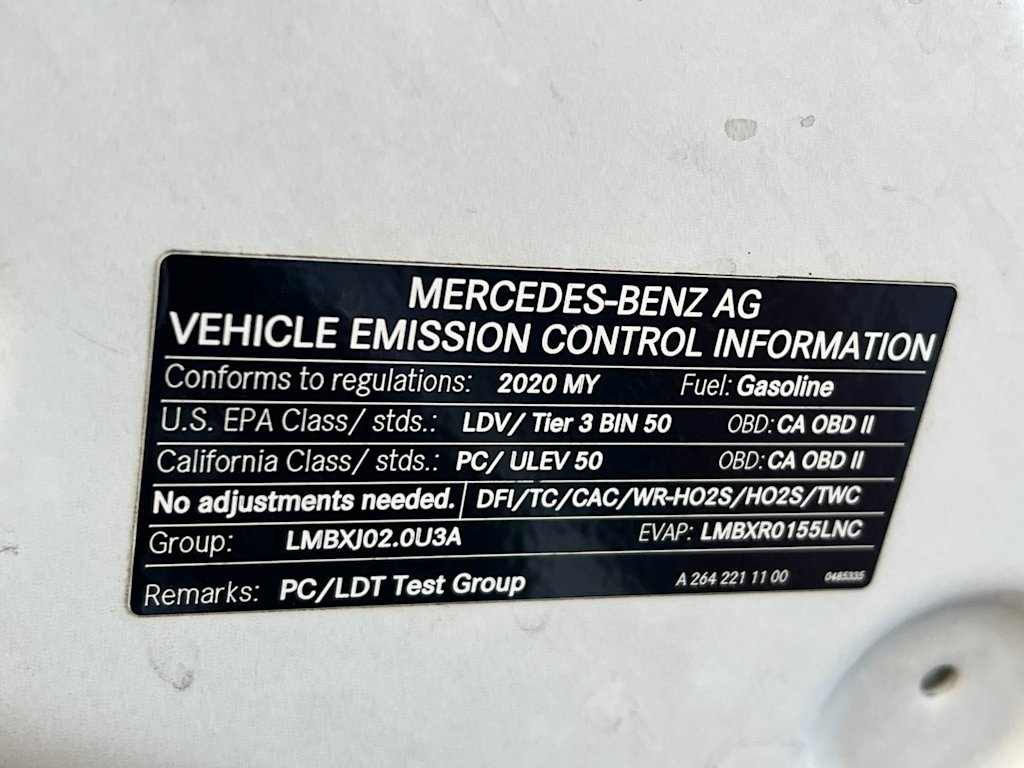 MERCEDES-BENZ AG
VEHICLE EMISSION CONTROL INFORMATION
Conforms to regulations: 2020 MY Fuel: Gasoline
U.S. EPA Class/ stds.: LDV/ Tier 3 BIN 50 OBD: CA OBD II
California Class/ stds.: PC/ ULEV 50 OBD: CA OBD II
No adjustments needed. DFI/TC/CAC/WR-HO2S/HO2S/TWC
Group: LMBXJ02.0U3A EVAP: LMBXR0155LNC
Remarks: PC/LDT Test Group A 264 221 11 00 0485335